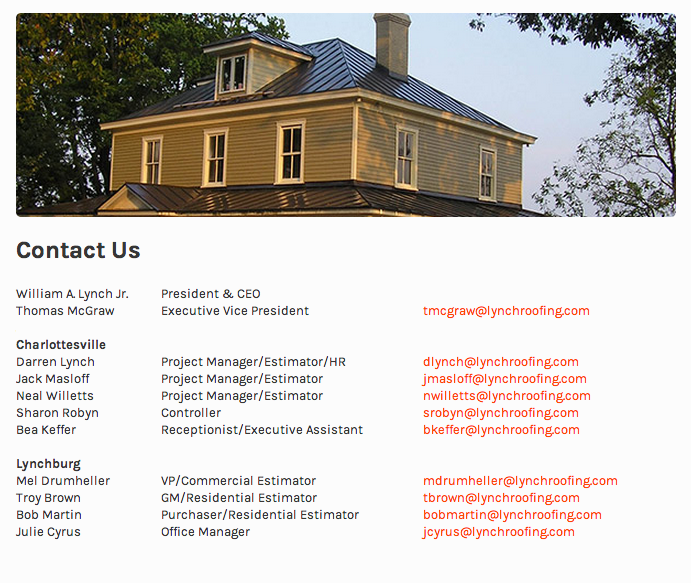 Contact Us
William A. Lynch Jr. President & CEO
Thomas McGraw Executive Vice President tmcgraw@lynchroofing.com
Charlottesville
Darren Lynch Project Manager/Estimator/HR dlynch@lynchroofing.com
Jack Masloff Project Manager/Estimator jmasloff@lynchroofing.com
Neal Willetts Project Manager/Estimator nwilletts@lynchroofing.com
Sharon Robyn Controller srobyn@lynchroofing.com
Bea Keffer Receptionist/Executive Assistant bkeffer@lynchroofing.com
Lynchburg
Mel Drumheller VP/Commercial Estimator mdrumheller@lynchroofing.com
Troy Brown GM/Residential Estimator tbrown@lynchroofing.com
Bob Martin Purchaser/Residential Estimator bobmartin@lynchroofing.com
Julie Cyrus Office Manager jcyrus@lynchroofing.com